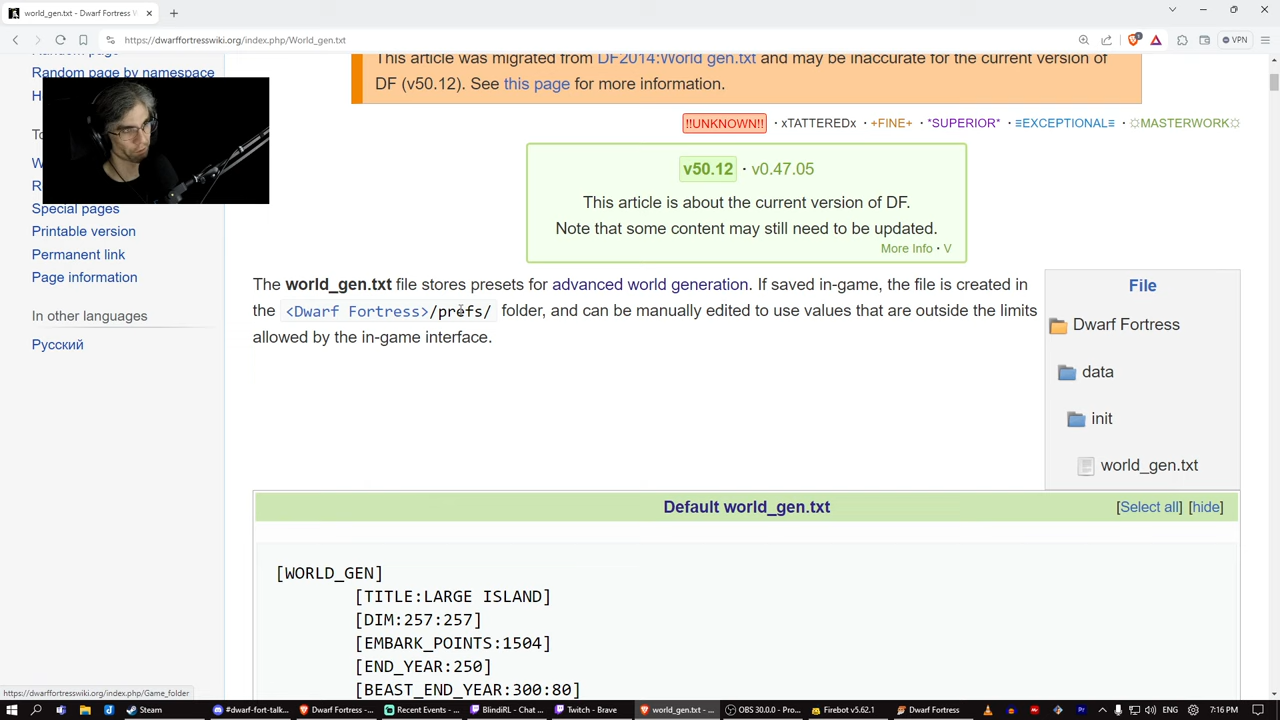 world_gen.txt - Dwarf Fortress W
https://dwarffortresswiki.org/index.php/World_gen.txt
VPN
Random page
Random page by namespace
H
To
W
R
Special pages
Printable version
Permanent link
Page information
In other languages
Русский
This article was migrated from DF2014:World gen.txt and may be inaccurate for the current version of
DF (v50.12). See this page for more information.
!!UNKNOWN!! · xTATTEREDx · +FINE+ · *SUPERIOR* · ≡EXCEPTIONAL≡ · ☼MASTERWORK☼
v50.12 · v0.47.05
This article is about the current version of DF.
Note that some content may still need to be updated.
More Info · V
The world_gen.txt file stores presets for advanced world generation. If saved in-game, the file is created in
the <Dwarf Fortress>/prefs/ folder, and can be manually edited to use values that are outside the limits
allowed by the in-game interface.
File
Dwarf Fortress
data
init
world_gen.txt
Default world_gen.txt [Select all] [hide]
[WORLD_GEN]
[TITLE:LARGE ISLAND]
[DIM:257:257]
[EMBARK_POINTS:1504]
[END_YEAR:250]
[BEAST_END_YEAR:300:80]
https://dwarffortresswiki.org/index.php/Game_folder
Steam
#dwarf-fort-talk...
Dwarf Fortress -...
Recent Events -...
BlindiRL - Chat ...
Twitch - Brave
world_gen.txt - ...
OBS 30.0.0 - Pro...
Firebot v5.62.1
Dwarf Fortress
ENG
7:16 PM